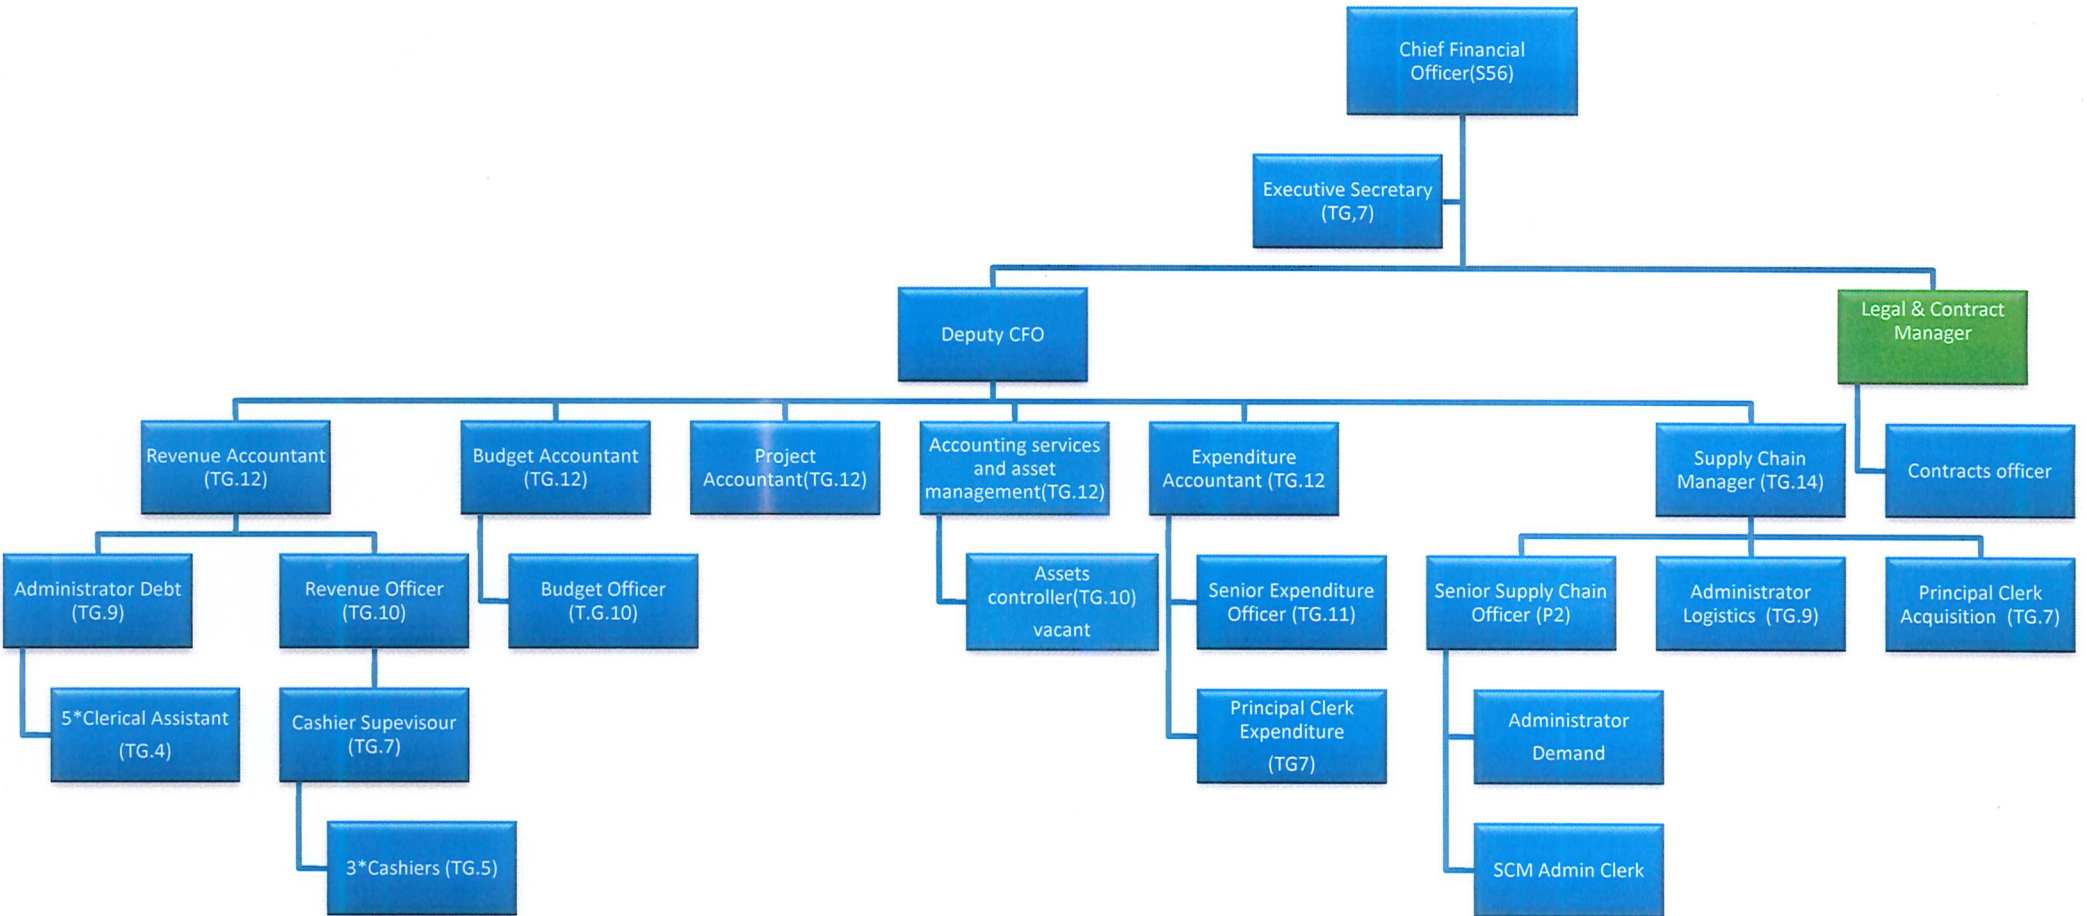 Chief Financial
Officer(S56)
Executive Secretary
(TG,7)
Deputy CFO
Legal & Contract
Manager
Revenue Accountant
(TG.12)
Budget Accountant
(TG.12)
Project
Accountant(TG.12)
Accounting services
and asset
management(TG.12)
Expenditure
Accountant (TG.12
Supply Chain
Manager (TG.14)
Contracts officer
Administrator Debt
(TG.9)
Revenue Officer
(TG.10)
Budget Officer
(T.G.10)
Assets
controller(TG.10)
vacant
Senior Expenditure
Officer (TG.11)
Senior Supply Chain
Officer (P2)
Administrator
Logistics (TG.9)
Principal Clerk
Acquisition (TG.7)
5*Clerical Assistant
(TG.4)
Cashier Supevisour
(TG.7)
Principal Clerk
Expenditure
(TG7)
Administrator
Demand
3*Cashiers (TG.5)
SCM Admin Clerk